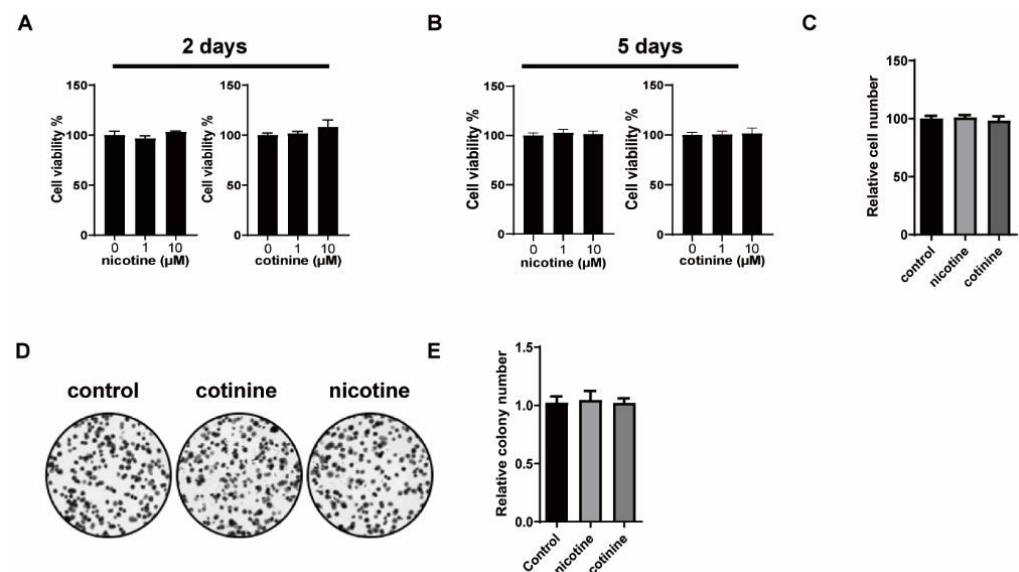 A
2 days
Cell viability %
150
100
50
0
0 1 10
nicotine (μM)
Cell viability %
150
100
50
0
0 1 10
cotinine (μM)
B
5 days
Cell viability %
150
100
50
0
0 1 10
nicotine (μM)
Cell viability %
150
100
50
0
0 1 10
cotinine (μM)
C
Relative cell number
150
100
50
0
control nicotine cotinine
D
control cotinine nicotine
E
Relative colony number
1.5
1.0
0.5
0.0
Control nicotine cotinine